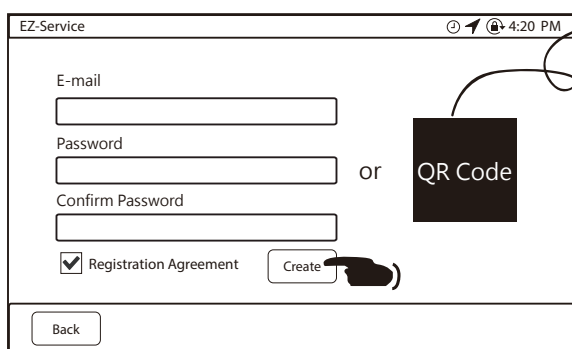 EZ-Service 4:20 PM
E-mail
Password
or
QR Code
Confirm Password
Registration Agreement
Create
Back